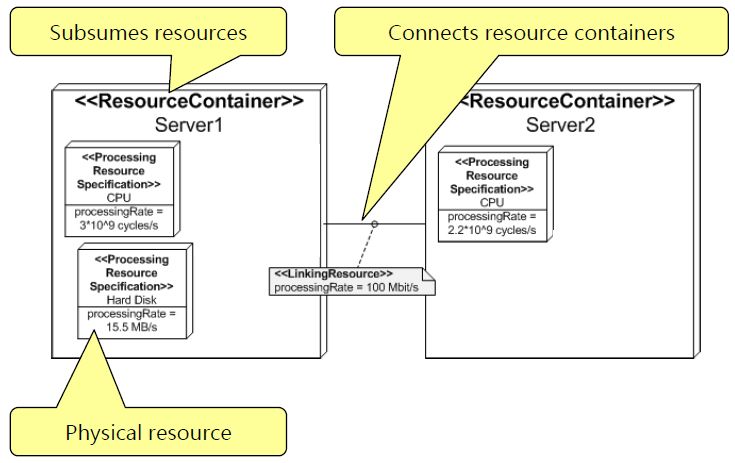 Subsumes resources
Connects resource containers
<<ResourceContainer>>
Server1
<<Processing
Resource
Specification>>
CPU
processingRate =
3*10^9 cycles/s
<<Processing
Resource
Specification>>
Hard Disk
processingRate =
15.5 MB/s
<<LinkingResource>>
processingRate = 100 Mbit/s
<ResourceContainer>>
Server2
<<Processing
Resource
Specification>>
CPU
processingRate =
2.2*10^9 cycles/s
Physical resource